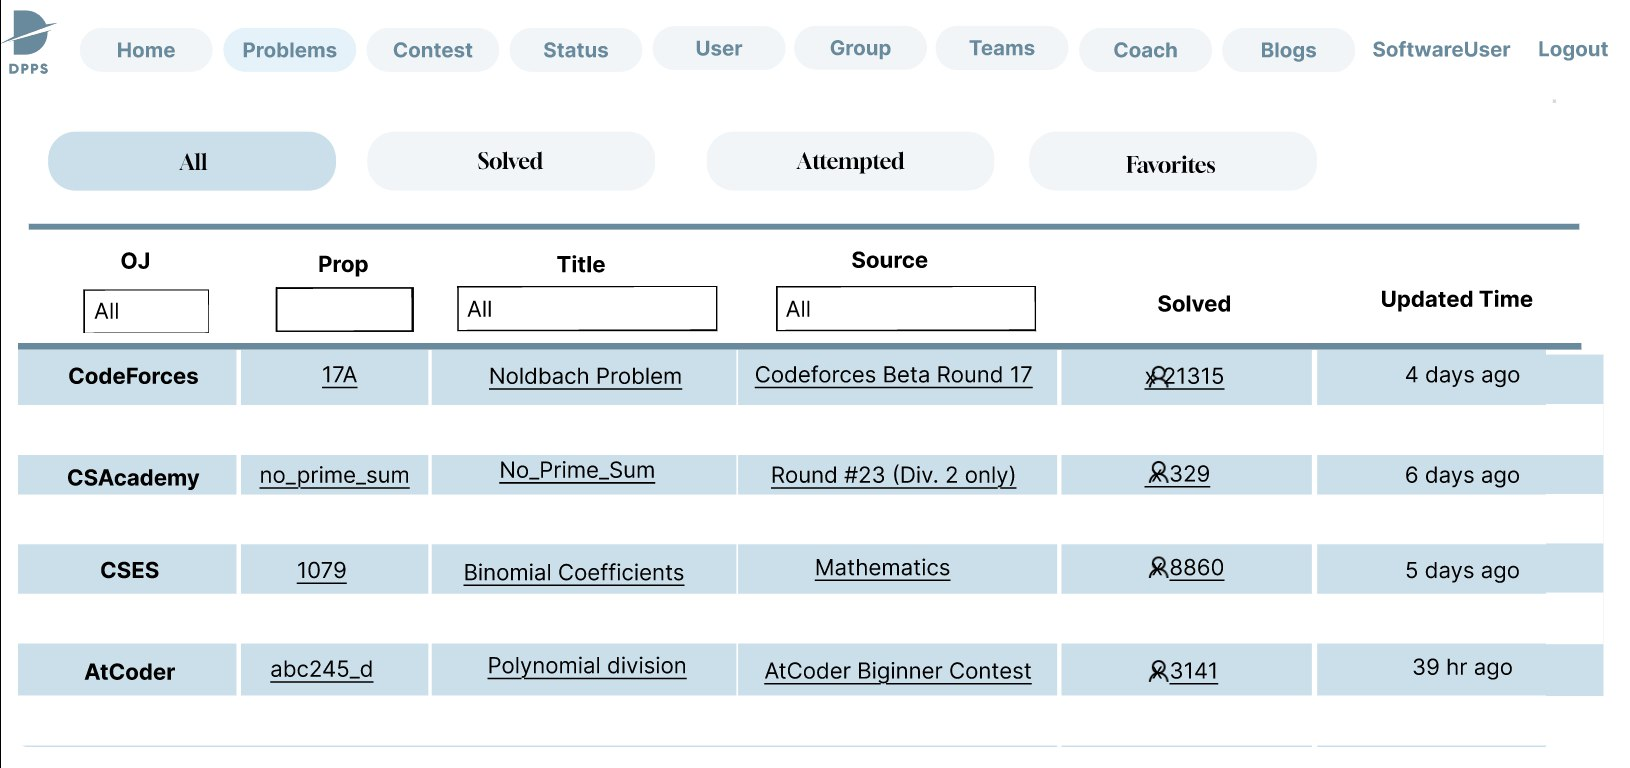 DPPS
Home Problems Contest Status User Group Teams Coach Blogs SoftwareUser Logout
All Solved Attempted Favorites
OJ Prop Title Source Solved Updated Time
All All All
CodeForces 17A Noldbach Problem Codeforces Beta Round 17 x 21315 4 days ago
CSAcademy no_prime_sum No_Prime_Sum Round #23 (Div. 2 only) x329 6 days ago
CSES 1079 Binomial Coefficients Mathematics x8860 5 days ago
AtCoder abc245_d Polynomial division AtCoder Biginner Contest x3141 39 hr ago